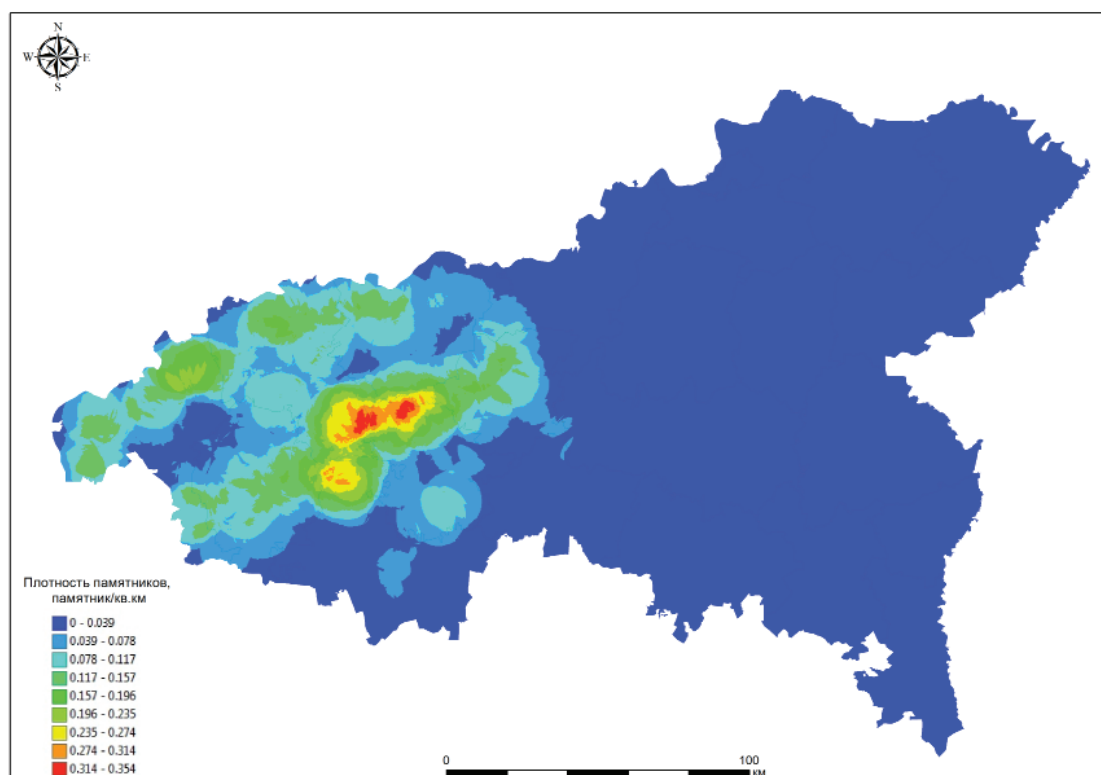 N
W E
S
Плотность памятников,
памятник/кв.км
0 - 0.039
0.039 - 0.078
0.078 - 0.117
0.117 - 0.157
0.157 - 0.196
0.196 - 0.235
0.235 - 0.274
0.274 - 0.314
0.314 - 0.354
0 100
км